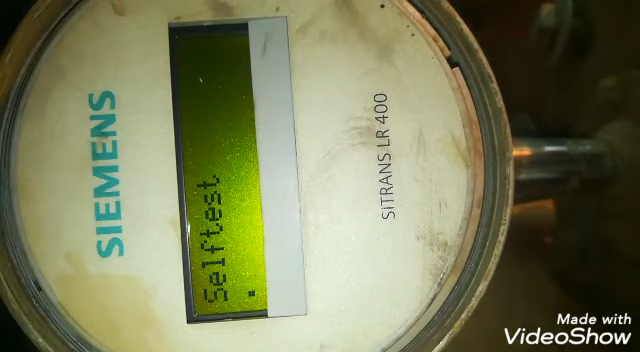 SIEMENS
Selftest
SITRANS LR 400
Made with
VideoShow